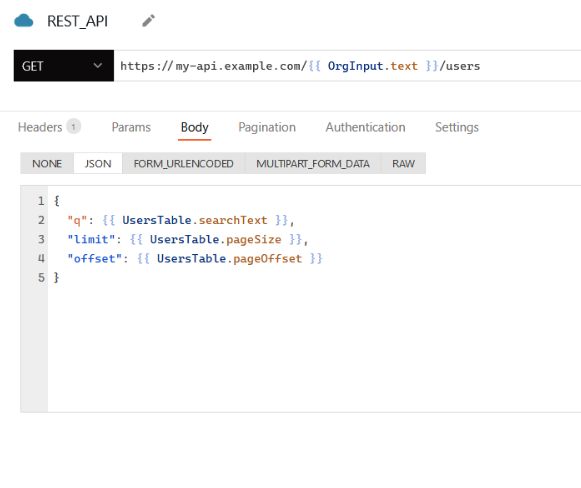 REST_API
GET https://my-api.example.com/{{ OrgInput.text }}/users
Headers 1 Params Body Pagination Authentication Settings
NONE JSON FORM_URLENCODED MULTIPART_FORM_DATA RAW
1 {
2 "q": {{ UsersTable.searchText }},
3 "limit": {{ UsersTable.pageSize }},
4 "offset": {{ UsersTable.pageOffset }}
5 }